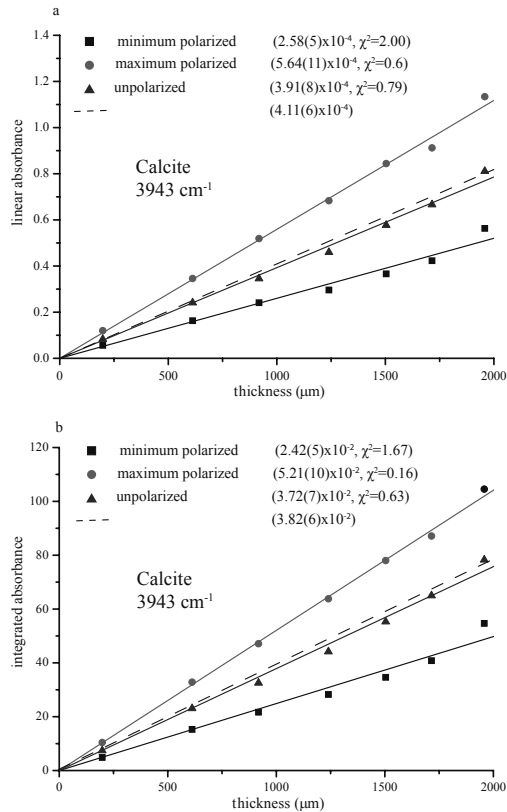 a
minimum polarized (2.58(5)x10⁻⁴, χ²=2.00)
maximum polarized (5.64(11)x10⁻⁴, χ²=0.6)
unpolarized (3.91(8)x10⁻⁴, χ²=0.79)
(4.11(6)x10⁻⁴)
Calcite
3943 cm⁻¹
linear absorbance
1.4
1.2
1.0
0.8
0.6
0.4
0.2
0.0
0 500 1000 1500 2000
thickness (μm)
b
minimum polarized (2.42(5)x10⁻², χ²=1.67)
maximum polarized (5.21(10)x10⁻², χ²=0.16)
unpolarized (3.72(7)x10⁻², χ²=0.63)
(3.82(6)x10⁻²)
Calcite
3943 cm⁻¹
integrated absorbance
120
100
80
60
40
20
0
0 500 1000 1500 2000
thickness (μm)